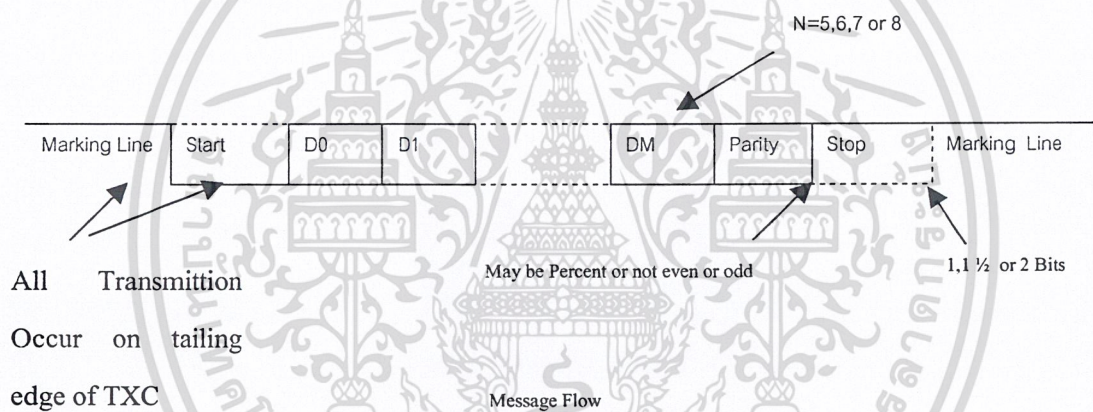 N=5,6,7 or 8
Marking Line Start D0 D1 DM Parity Stop Marking Line
All Transmittion
Occur on tailing
edge of TXC
May be Percent or not even or odd
1,1 ½ or 2 Bits
Message Flow